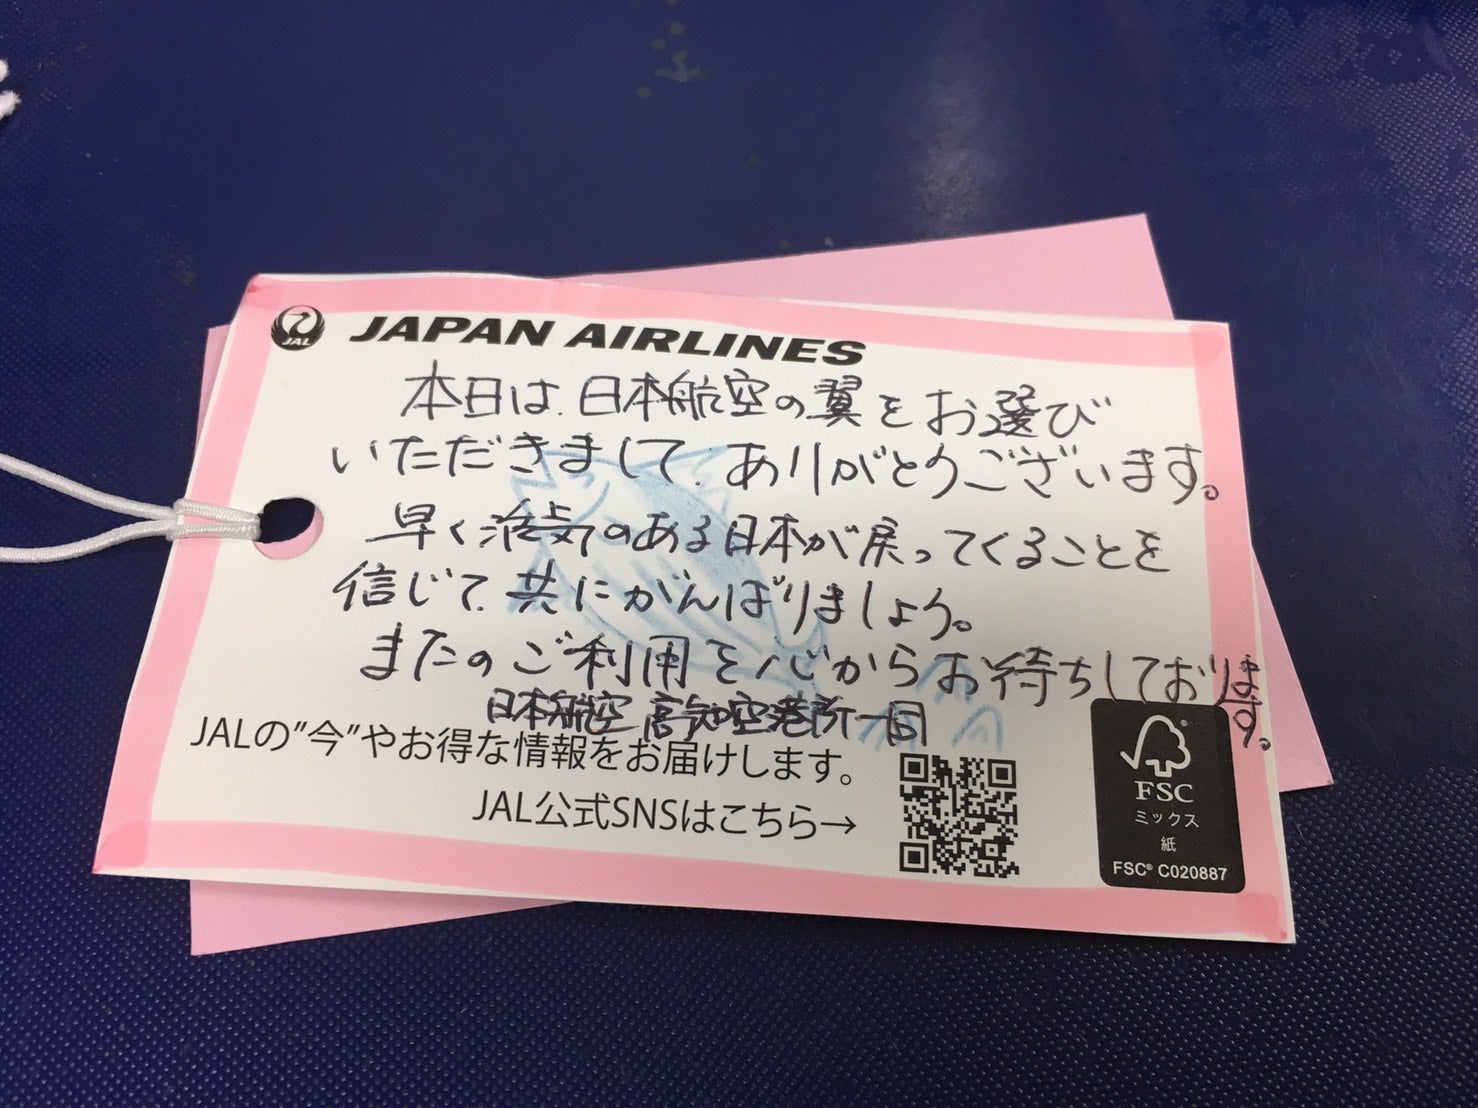 JAL
JAPAN AIRLINES
本日は、日本航空の翼をお選び
いただきまして、ありがとうございます。
早く活気のある日本が戻ってくることを
信じて、共にがんばりましょう。
またのご利用を心からお待ちしております。
日本航空 高知空港所一同
JALの"今"やお得な情報をお届けします。
JAL公式SNSはこちら→
FSC®
ミックス
紙
FSC® C020887